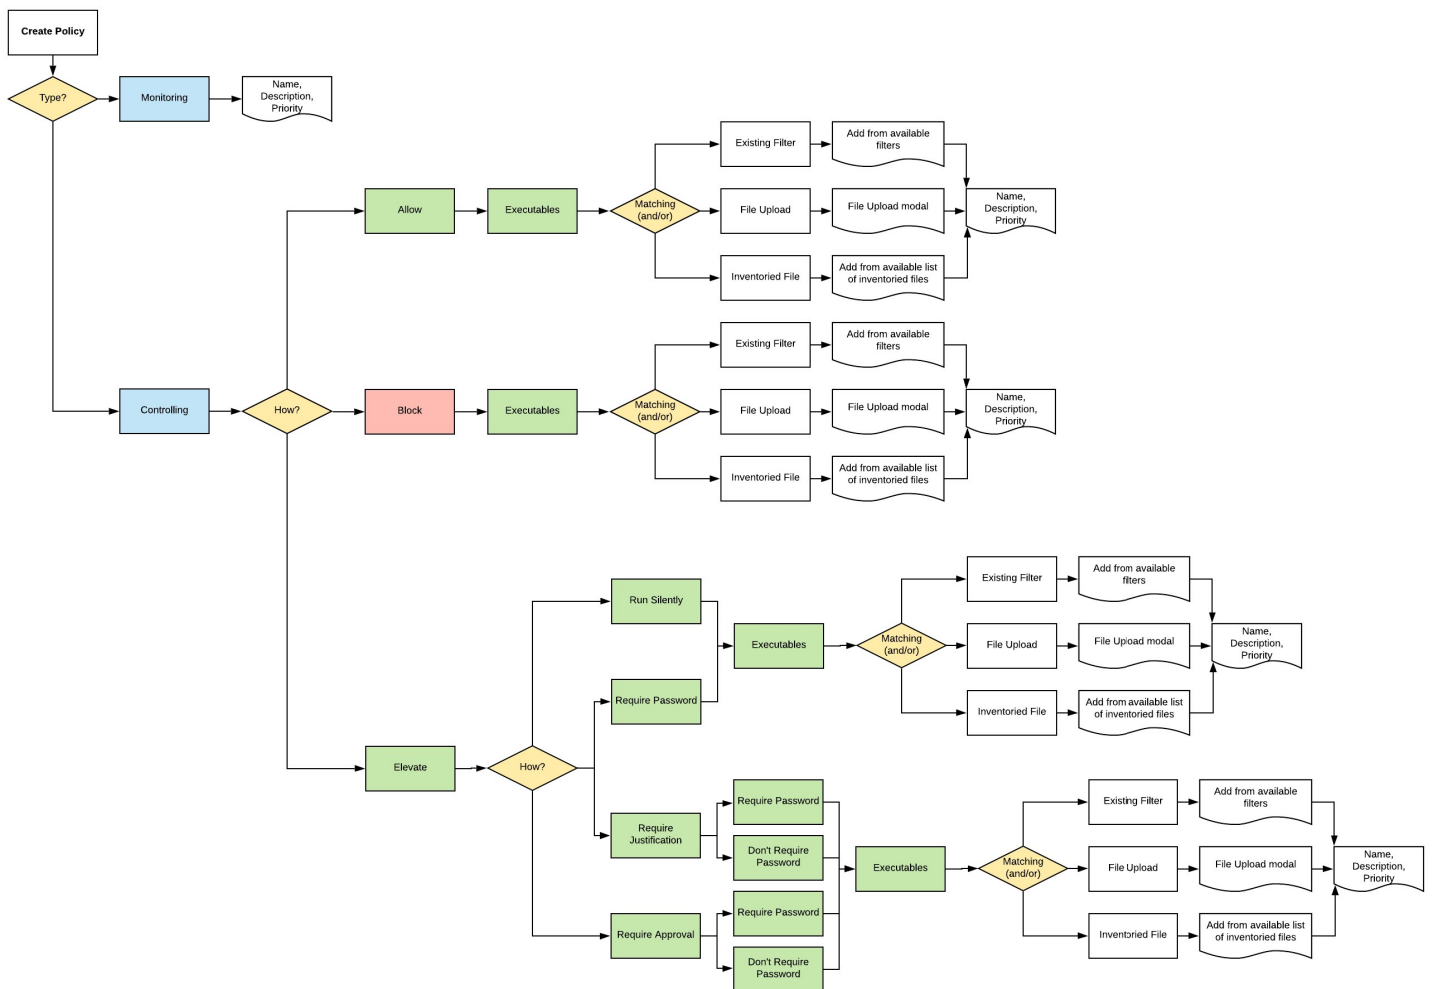 Create Policy
Type?
Monitoring
Name,
Description,
Priority
Existing Filter
Add from available
filters
Allow
Executables
Matching
(and/or)
File Upload
File Upload modal
Name,
Description,
Priority
Inventoried File
Add from available list
of inventoried files
Existing Filter
Add from available
filters
Controlling
How?
Block
Executables
Matching
(and/or)
File Upload
File Upload modal
Name,
Description,
Priority
Inventoried File
Add from available list
of inventoried files
Run Silently
Existing Filter
Add from available
filters
Executables
Matching
(and/or)
File Upload
File Upload modal
Name,
Description,
Priority
Require Password
Inventoried File
Add from available list
of inventoried files
Elevate
How?
Require
Justification
Require Password
Don't Require
Password
Existing Filter
Add from available
filters
Executables
Matching
(and/or)
File Upload
File Upload modal
Name,
Description,
Priority
Require Approval
Require Password
Don't Require
Password
Inventoried File
Add from available list
of inventoried files